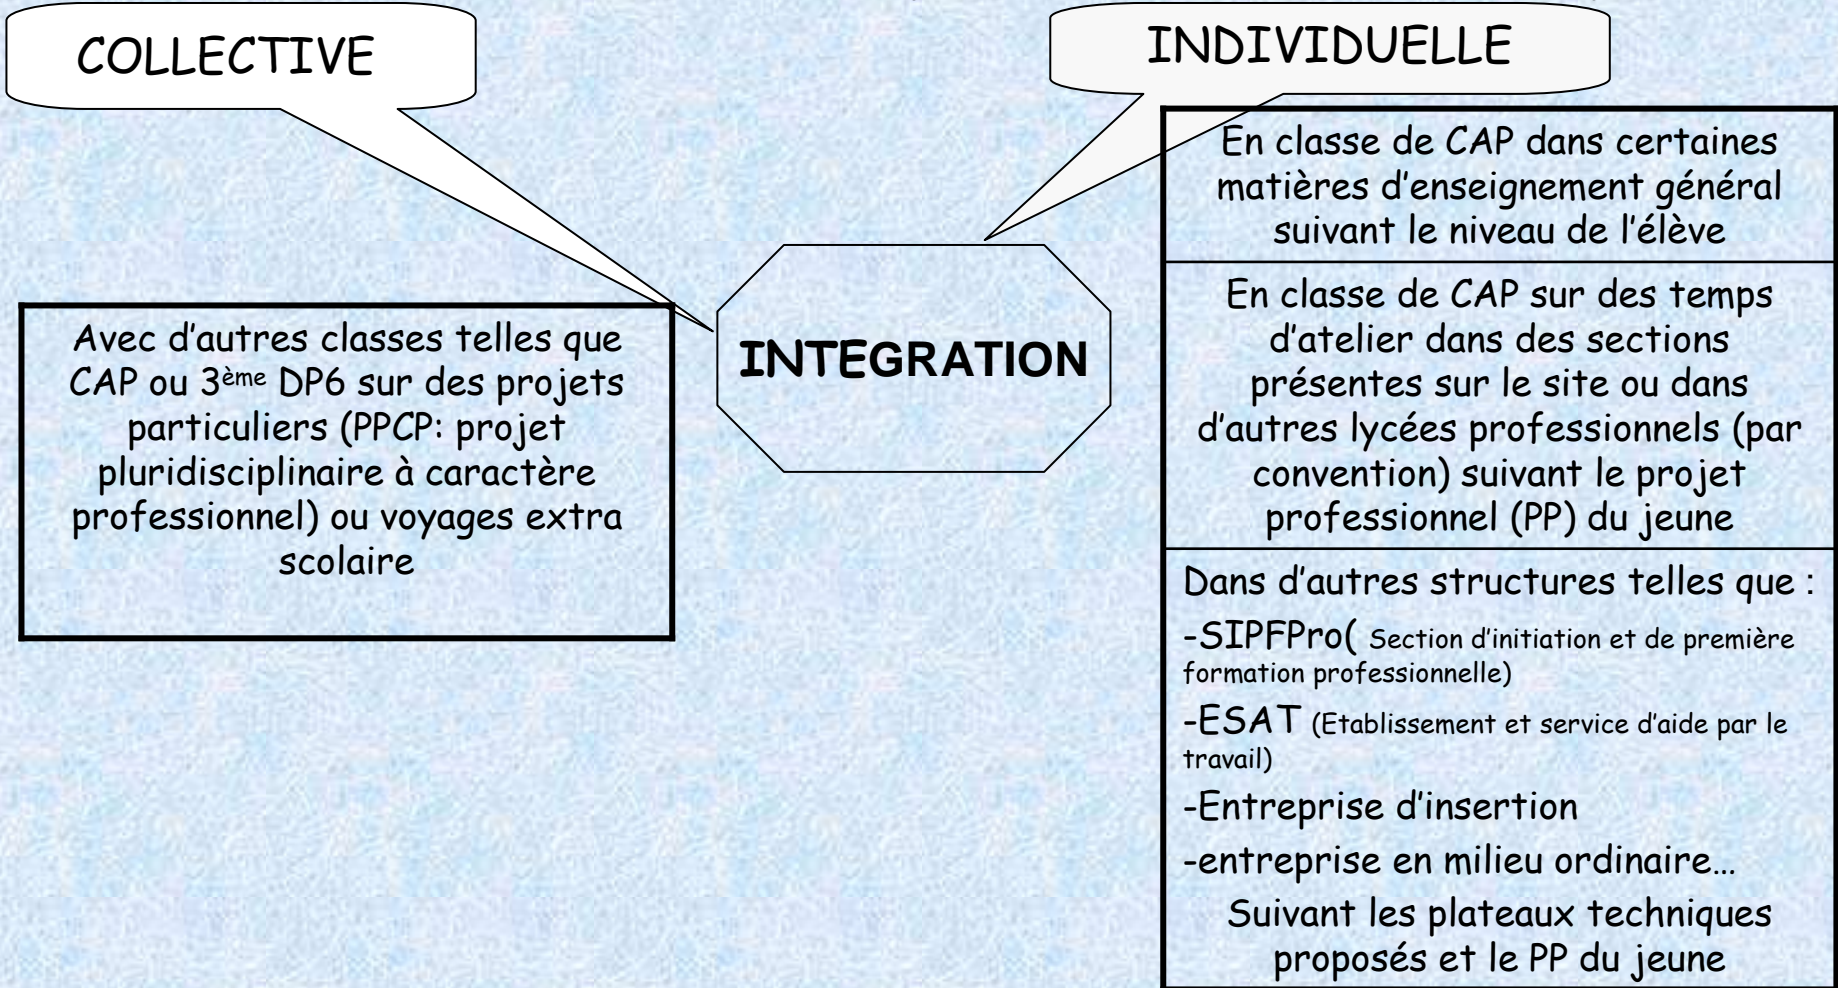 COLLECTIVE
INDIVIDUELLE
INTEGRATION
Avec d'autres classes telles que
CAP ou 3ème DP6 sur des projets
particuliers (PPCP: projet
pluridisciplinaire à caractère
professionnel) ou voyages extra
scolaire
En classe de CAP dans certaines
matières d'enseignement général
suivant le niveau de l'élève
En classe de CAP sur des temps
d'atelier dans des sections
présentes sur le site ou dans
d'autres lycées professionnels (par
convention) suivant le projet
professionnel (PP) du jeune
Dans d'autres structures telles que :
-SIPFPro( Section d'initiation et de première
formation professionnelle)
-ESAT (Etablissement et service d'aide par le
travail)
-Entreprise d'insertion
-entreprise en milieu ordinaire…
Suivant les plateaux techniques
proposés et le PP du jeune